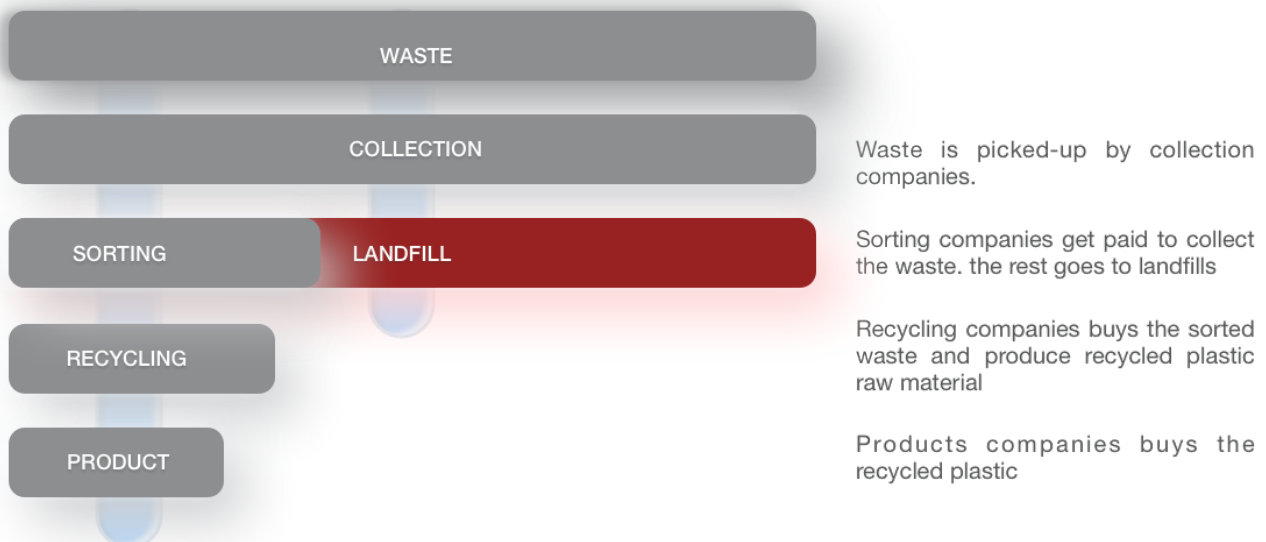 WASTE
COLLECTION
Waste is picked-up by collection
companies.
SORTING
LANDFILL
Sorting companies get paid to collect
the waste. the rest goes to landfills
RECYCLING
Recycling companies buys the sorted
waste and produce recycled plastic
raw material
PRODUCT
Products companies buys the
recycled plastic